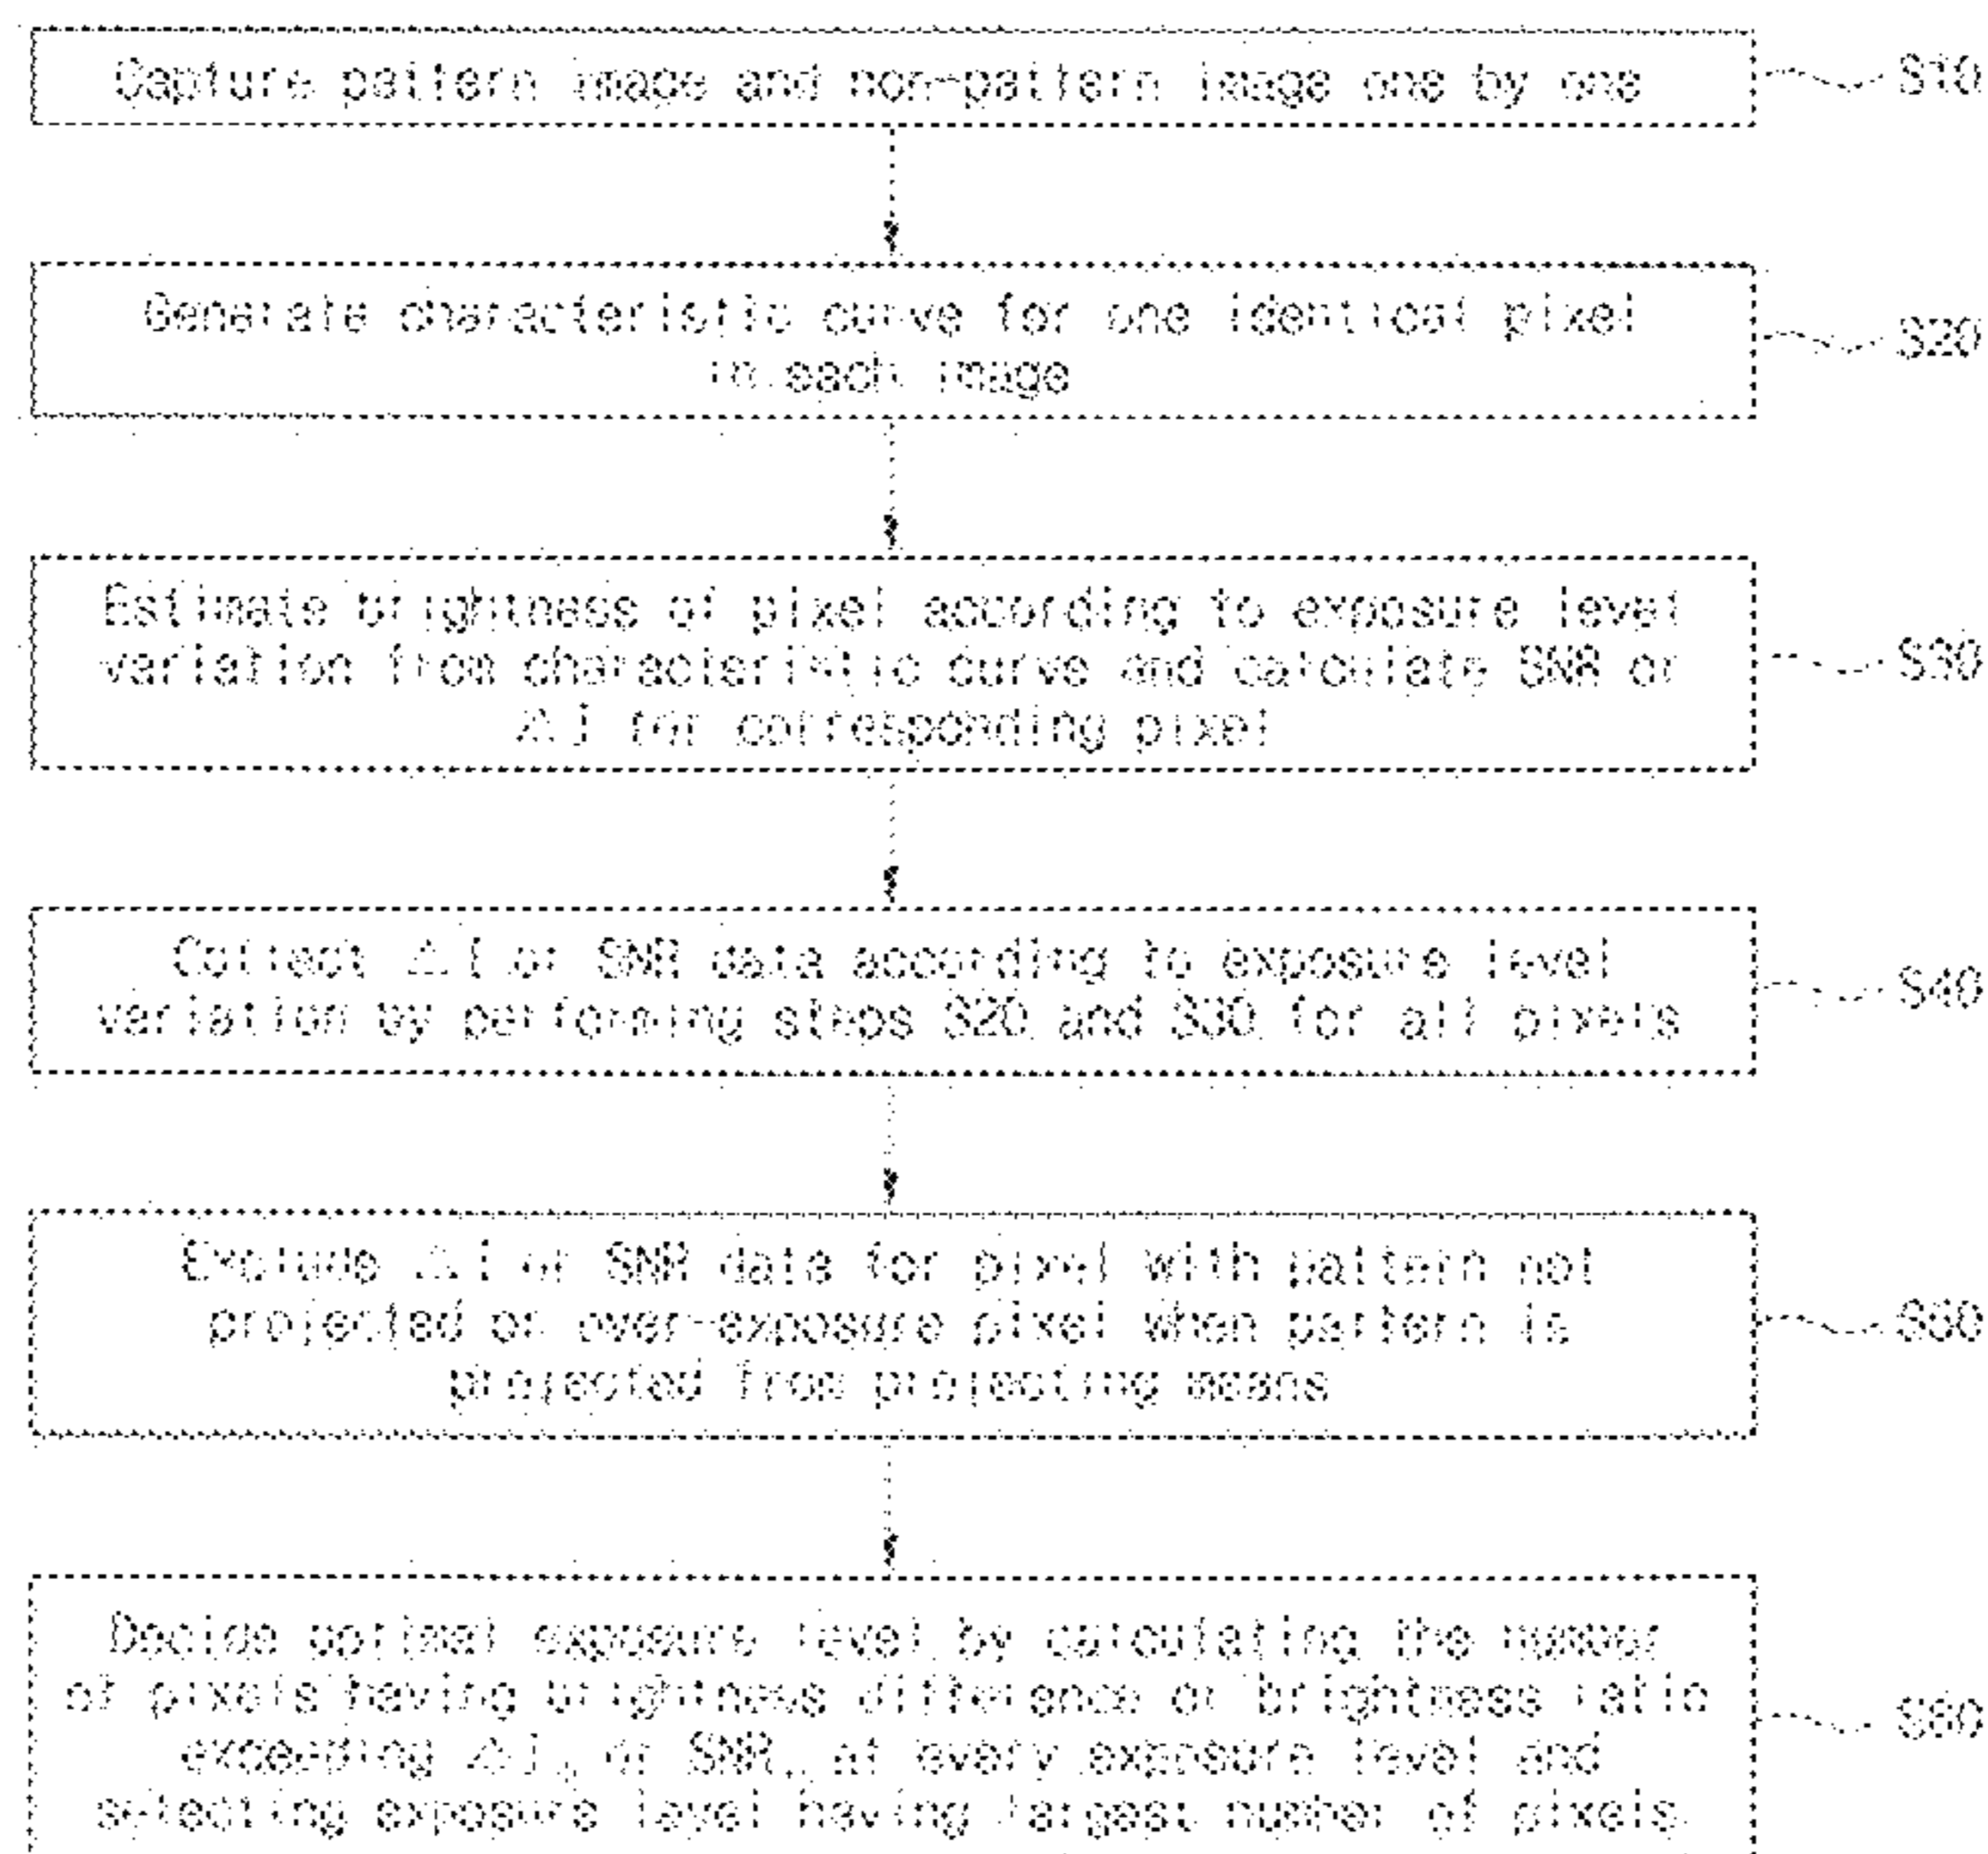 Capture pattern image and non-pattern image one by one
S10
Generate characteristic curve for one identical pixel
in each image
S20
Estimate brightness of pixel according to exposure level
variation from characteristic curve and calculate SNR or
△I for corresponding pixel
S30
Collect △I or SNR data according to exposure level
variation by performing steps S20 and S30 for all pixels
S40
Exclude △I or SNR data for pixel with pattern not
projected or over-exposure pixel when pattern is
projected from projecting means
Decide optimal exposure level by calculating the number
of pixels having brightness difference or brightness ratio
exceeding △I or SNR at every exposure level and
selecting exposure level having largest number of pixels
S60